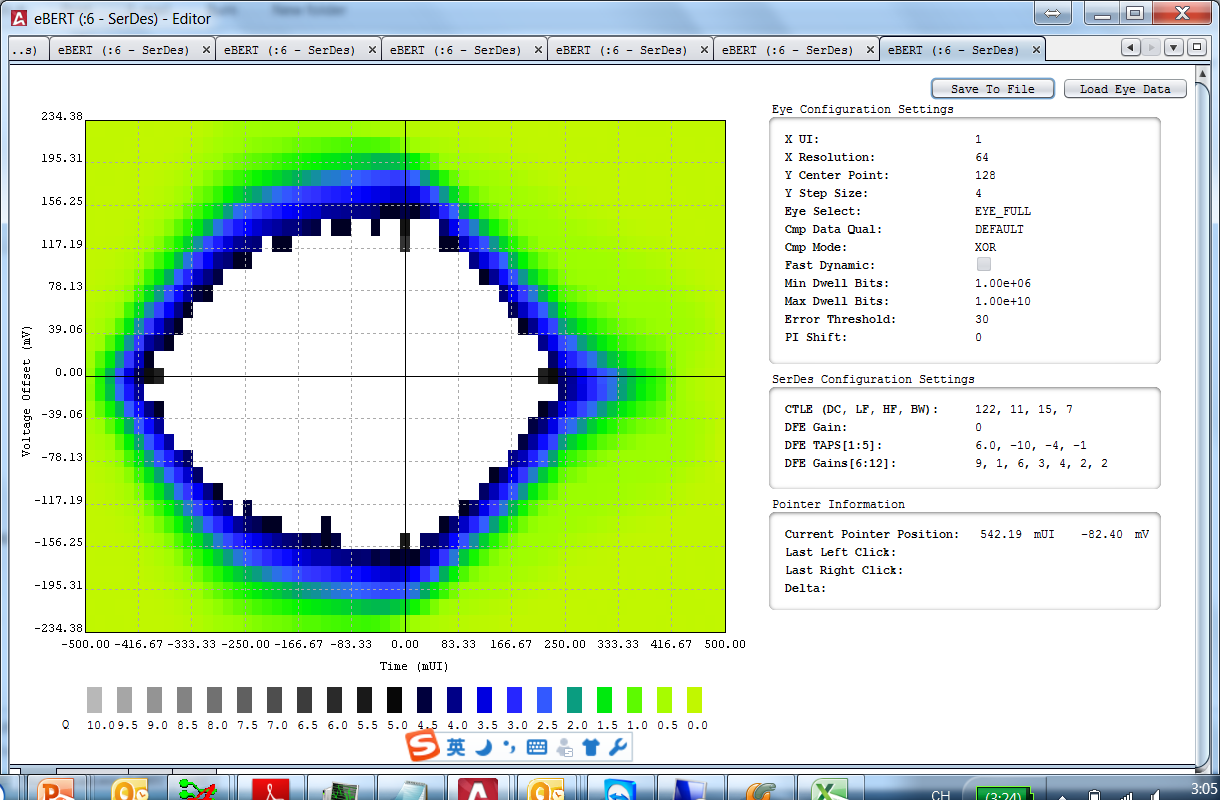 eBERT (:6 - SerDes) - Editor
..s) eBERT (:6 - SerDes) eBERT (:6 - SerDes) eBERT (:6 - SerDes) eBERT (:6 - SerDes) eBERT (:6 - SerDes) eBERT (:6 - SerDes)
Save To File Load Eye Data
Eye Configuration Settings
X UI: 1
X Resolution: 64
Y Center Point: 128
Y Step Size: 4
Eye Select: EYE_FULL
Cmp Data Qual: DEFAULT
Cmp Mode: XOR
Fast Dynamic:
Min Dwell Bits: 1.00e+06
Max Dwell Bits: 1.00e+10
Error Threshold: 30
PI Shift: 0
SerDes Configuration Settings
CTLE (DC, LF, HF, BW): 122, 11, 15, 7
DFE Gain: 0
DFE TAPS[1:5]: 6.0, -10, -4, -1
DFE Gains[6:12]: 9, 1, 6, 3, 4, 2, 2
Pointer Information
Current Pointer Position: 542.19 mUI -82.40 mV
Last Left Click:
Last Right Click:
Delta:
234.38
195.31
156.25
117.19
78.13
39.06
0.00
-39.06
-78.13
-117.19
-156.25
-195.31
-234.38
Voltage Offset (mV)
-500.00 -416.67 -333.33 -250.00 -166.67 -83.33 0.00 83.33 166.67 250.00 333.33 416.67 500.00
Time (mUI)
Q 10.0 9.5 9.0 8.5 8.0 7.5 7.0 6.5 6.0 5.5 5.0 4.5 4.0 3.5 3.0 2.5 2.0 1.5 1.0 0.5 0.0
英
CH (3:24) 3:05